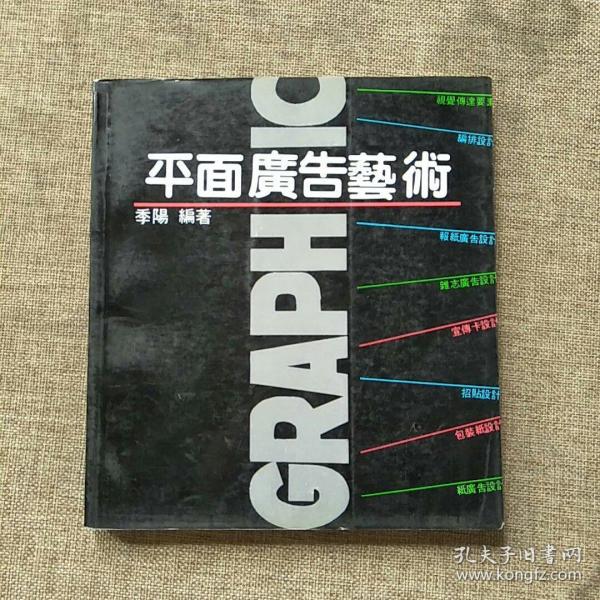 平面廣告藝術
季陽 編著
GRAPHIC
視覺傳達要素
編排設計
報紙廣告設計
雜志廣告設計
宣傳卡設計
招貼設計
包裝紙設計
紙廣告設計
孔夫子旧书网
www.kongfz.com